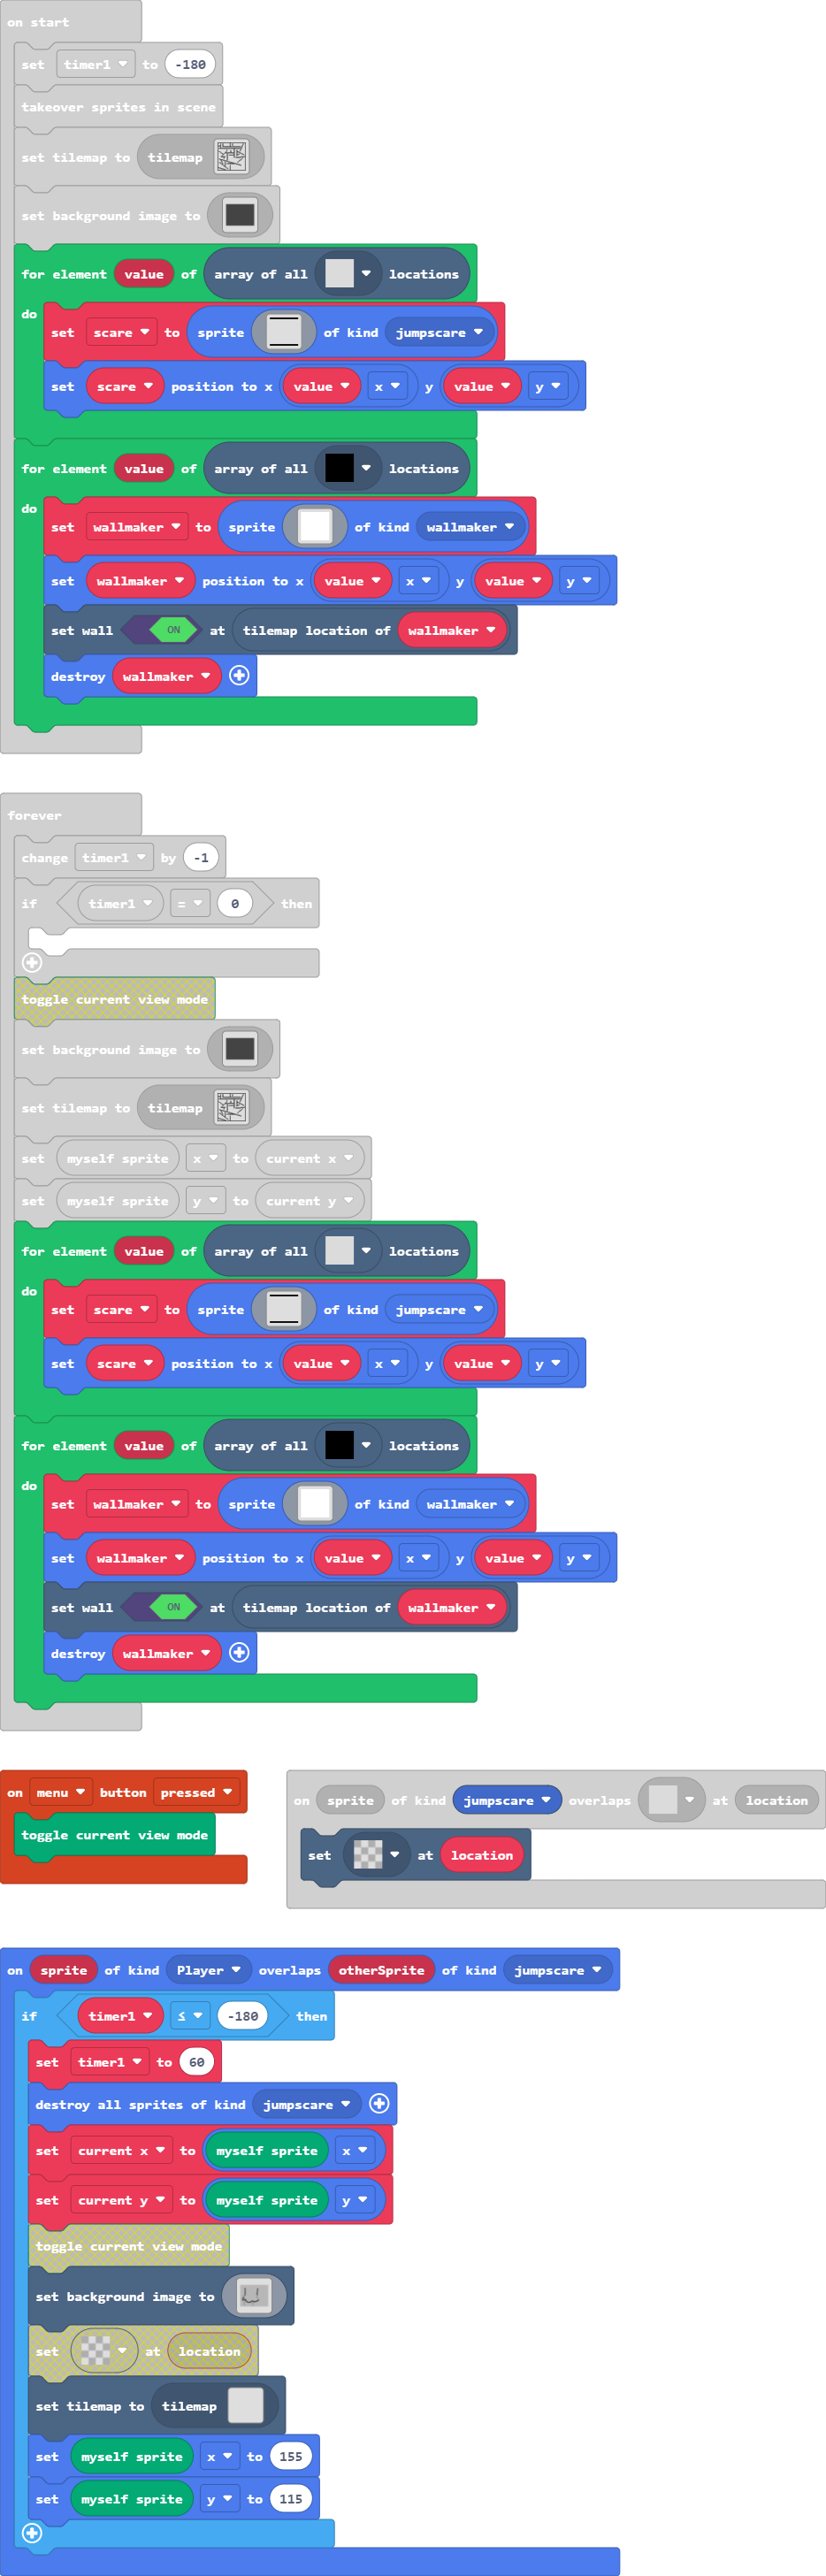 on start
set timer1 to -180
takeover sprites in scene
set tilemap to tilemap
set background image to
for element value of array of all locations
do
set scare to sprite of kind jumpscare
set scare position to x value x y value y
for element value of array of all locations
do
set wallmaker to sprite of kind wallmaker
set wallmaker position to x value x y value y
set wall ON at tilemap location of wallmaker
destroy wallmaker
forever
change timer1 by -1
if timer1 = 0 then
toggle current view mode
set background image to
set tilemap to tilemap
set myself sprite x to current x
set myself sprite y to current y
for element value of array of all locations
do
set scare to sprite of kind jumpscare
set scare position to x value x y value y
for element value of array of all locations
do
set wallmaker to sprite of kind wallmaker
set wallmaker position to x value x y value y
set wall ON at tilemap location of wallmaker
destroy wallmaker
on menu button pressed
toggle current view mode
on sprite of kind jumpscare overlaps at location
set at location
on sprite of kind Player overlaps otherSprite of kind jumpscare
if timer1 ≤ -180 then
set timer1 to 60
destroy all sprites of kind jumpscare
set current x to myself sprite x
set current y to myself sprite y
toggle current view mode
set background image to
set at location
set tilemap to tilemap
set myself sprite x to 155
set myself sprite y to 115